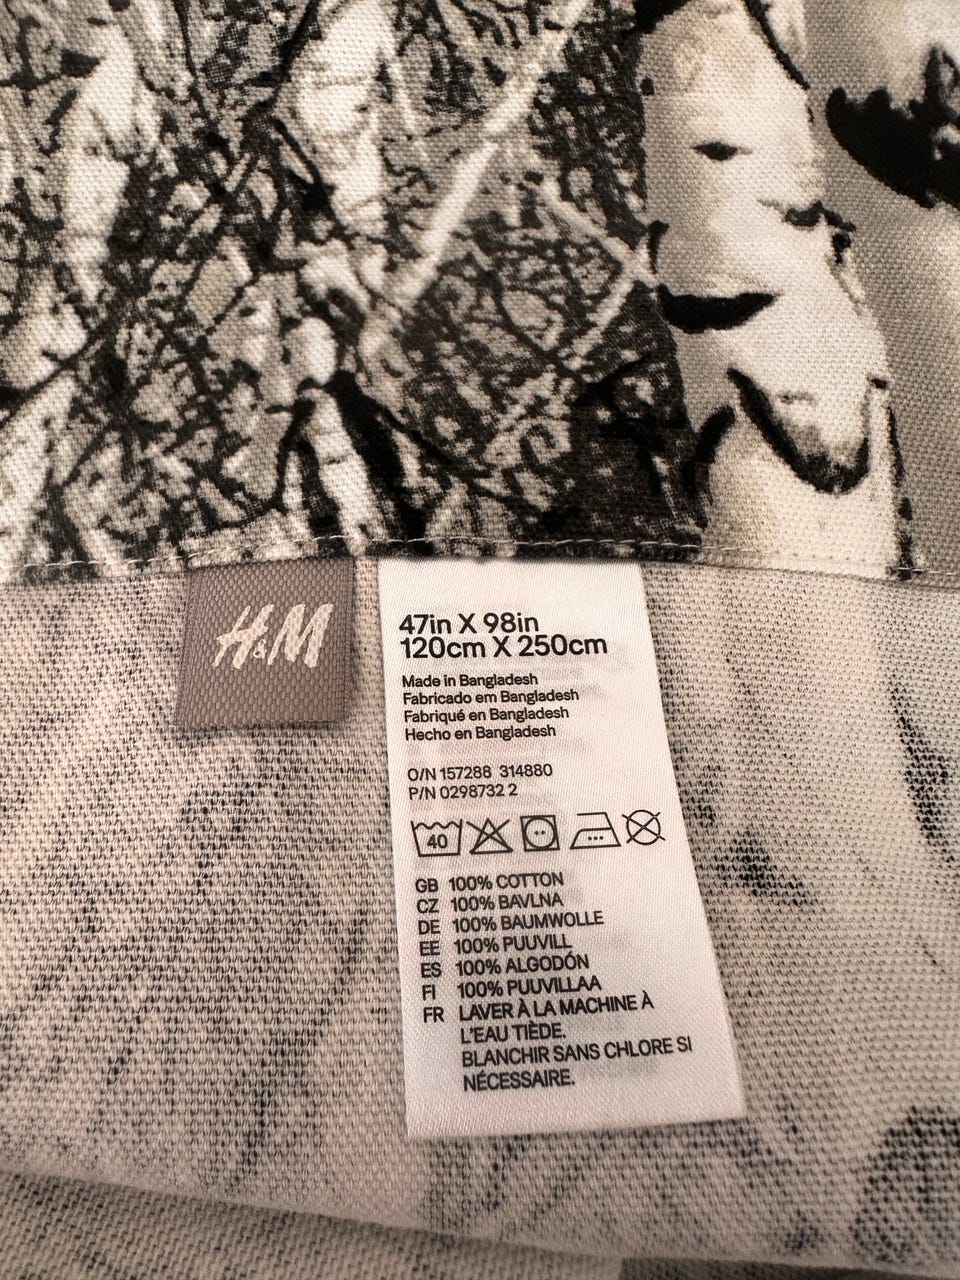 H&M
47in X 98in
120cm X 250cm
Made in Bangladesh
Fabricado em Bangladesh
Fabriqué en Bangladesh
Hecho en Bangladesh
O/N 157288 314880
P/N 0298732 2
40
GB 100% COTTON
CZ 100% BAVLNA
DE 100% BAUMWOLLE
EE 100% PUUVILL
ES 100% ALGODÓN
FI 100% PUUVILLAA
FR LAVER À LA MACHINE À
L'EAU TIÈDE.
BLANCHIR SANS CHLORE SI
NÉCESSAIRE.